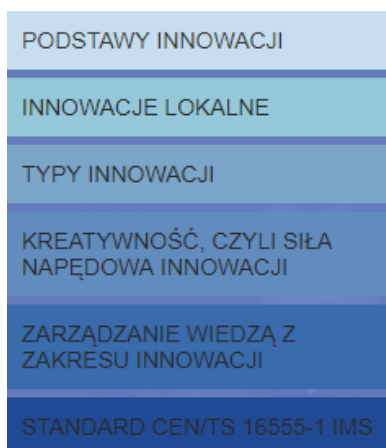 PODSTAWY INNOWACJI
INNOWACJE LOKALNE
TYPY INNOWACJI
KREATYWNOŚĆ, CZYLI SIŁA
NAPĘDOWA INNOWACJI
ZARZĄDZANIE WIEDZĄ Z
ZAKRESU INNOWACJI
STANDARD CEN/TS 16555-1 IMS